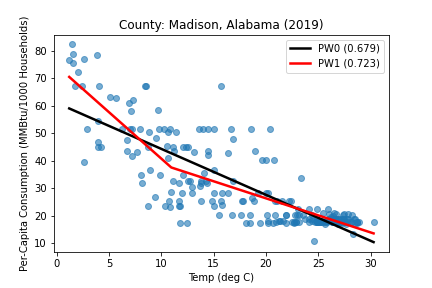 County: Madison, Alabama (2019)
PW0 (0.679)
PW1 (0.723)
Per-Capita Consumption (MMBtu/1000 Households)
80
70
60
50
40
30
20
10
0 5 10 15 20 25 30
Temp (deg C)